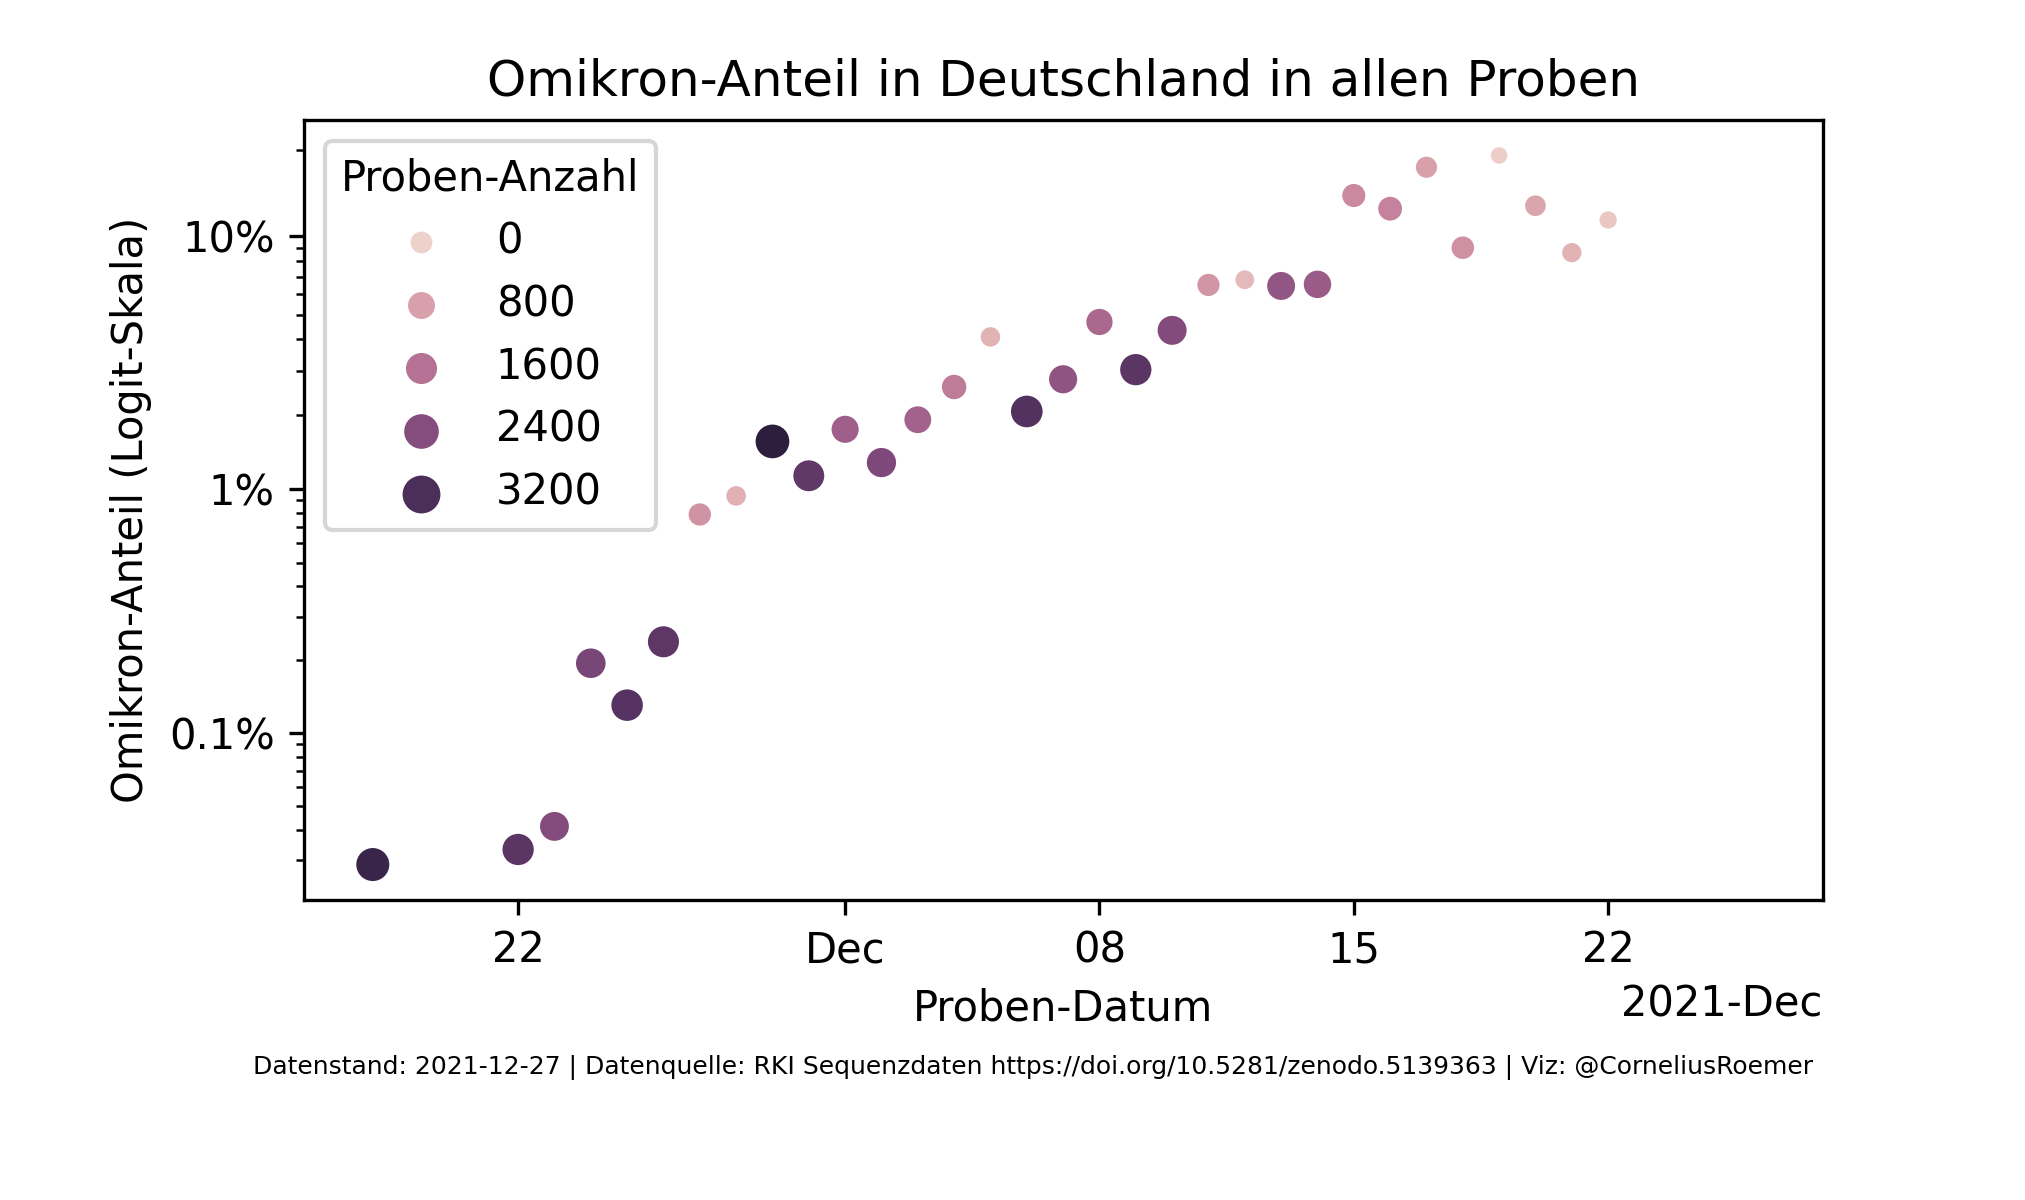 Omikron-Anteil in Deutschland in allen Proben
Proben-Anzahl
0
800
1600
2400
3200
Omikron-Anteil (Logit-Skala)
10%
1%
0.1%
22
Dec
08
15
22
Proben-Datum
2021-Dec
Datenstand: 2021-12-27 | Datenquelle: RKI Sequenzdaten https://doi.org/10.5281/zenodo.5139363 | Viz: @CorneliusRoemer